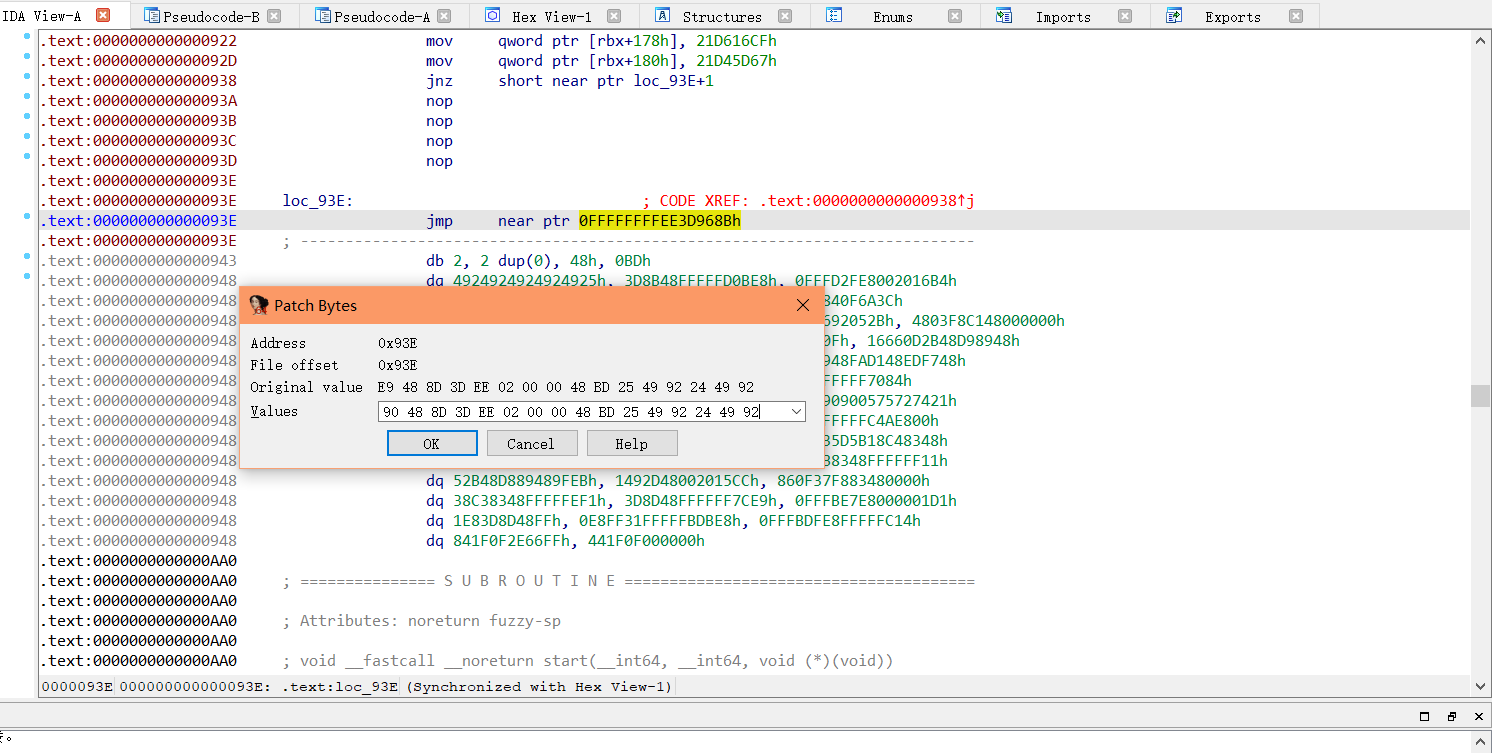 IDA View-A Pseudocode-B Pseudocode-A Hex View-1 Structures Enums Imports Exports
.text:0000000000000922 mov qword ptr [rbx+178h], 21D616CFh
.text:000000000000092D mov qword ptr [rbx+180h], 21D45D67h
.text:0000000000000938 jnz short near ptr loc_93E+1
.text:000000000000093A nop
.text:000000000000093B nop
.text:000000000000093C nop
.text:000000000000093D nop
.text:000000000000093E
.text:000000000000093E loc_93E: ; CODE XREF: .text:0000000000000938↑j
.text:000000000000093E jmp near ptr 0FFFFFFFFEE3D968Bh
.text:000000000000093E ; ---------------------------------------------------------------------------
.text:0000000000000943 db 2, 2 dup(0), 48h, 0BDh
.text:0000000000000948 dq 4924924924924925h, 3D8B48FFFFFD0BE8h, 0FFFD2FE8002016B4h
.text:0000000000000948 840F6A3Ch
.text:0000000000000948 692052Bh, 4803F8C148000000h
.text:0000000000000948 0Fh, 16660D2B48D98948h
.text:0000000000000948 948FAD148EDF748h
.text:0000000000000948 FFFFF7084h
.text:0000000000000948 90900575727421h
.text:0000000000000948 FFFFFC4AE800h
.text:0000000000000948 35D5B18C48348h
.text:0000000000000948 38348FFFFFF11h
.text:0000000000000948 dq 52B48D889489FEBh, 1492D48002015CCh, 860F37F883480000h
.text:0000000000000948 dq 38C38348FFFFFEF1h, 3D8D48FFFFFF7CE9h, 0FFFBE7E8000001D1h
.text:0000000000000948 dq 1E83D8D48FFh, 0E8FF31FFFFFBDBE8h, 0FFFBDFE8FFFFFC14h
.text:0000000000000948 dq 841F0F2E66FFh, 441F0F000000h
.text:0000000000000AA0
.text:0000000000000AA0 ; =============== S U B R O U T I N E =======================================
.text:0000000000000AA0
.text:0000000000000AA0 ; Attributes: noreturn fuzzy-sp
.text:0000000000000AA0
.text:0000000000000AA0 ; void __fastcall __noreturn start(__int64, __int64, void (*)(void))
Patch Bytes
Address 0x93E
File offset 0x93E
Original value E9 48 8D 3D EE 02 00 00 48 BD 25 49 92 24 49 92
Values 90 48 8D 3D EE 02 00 00 48 BD 25 49 92 24 49 92
OK Cancel Help
0000093E 000000000000093E: .text:loc_93E (Synchronized with Hex View-1)